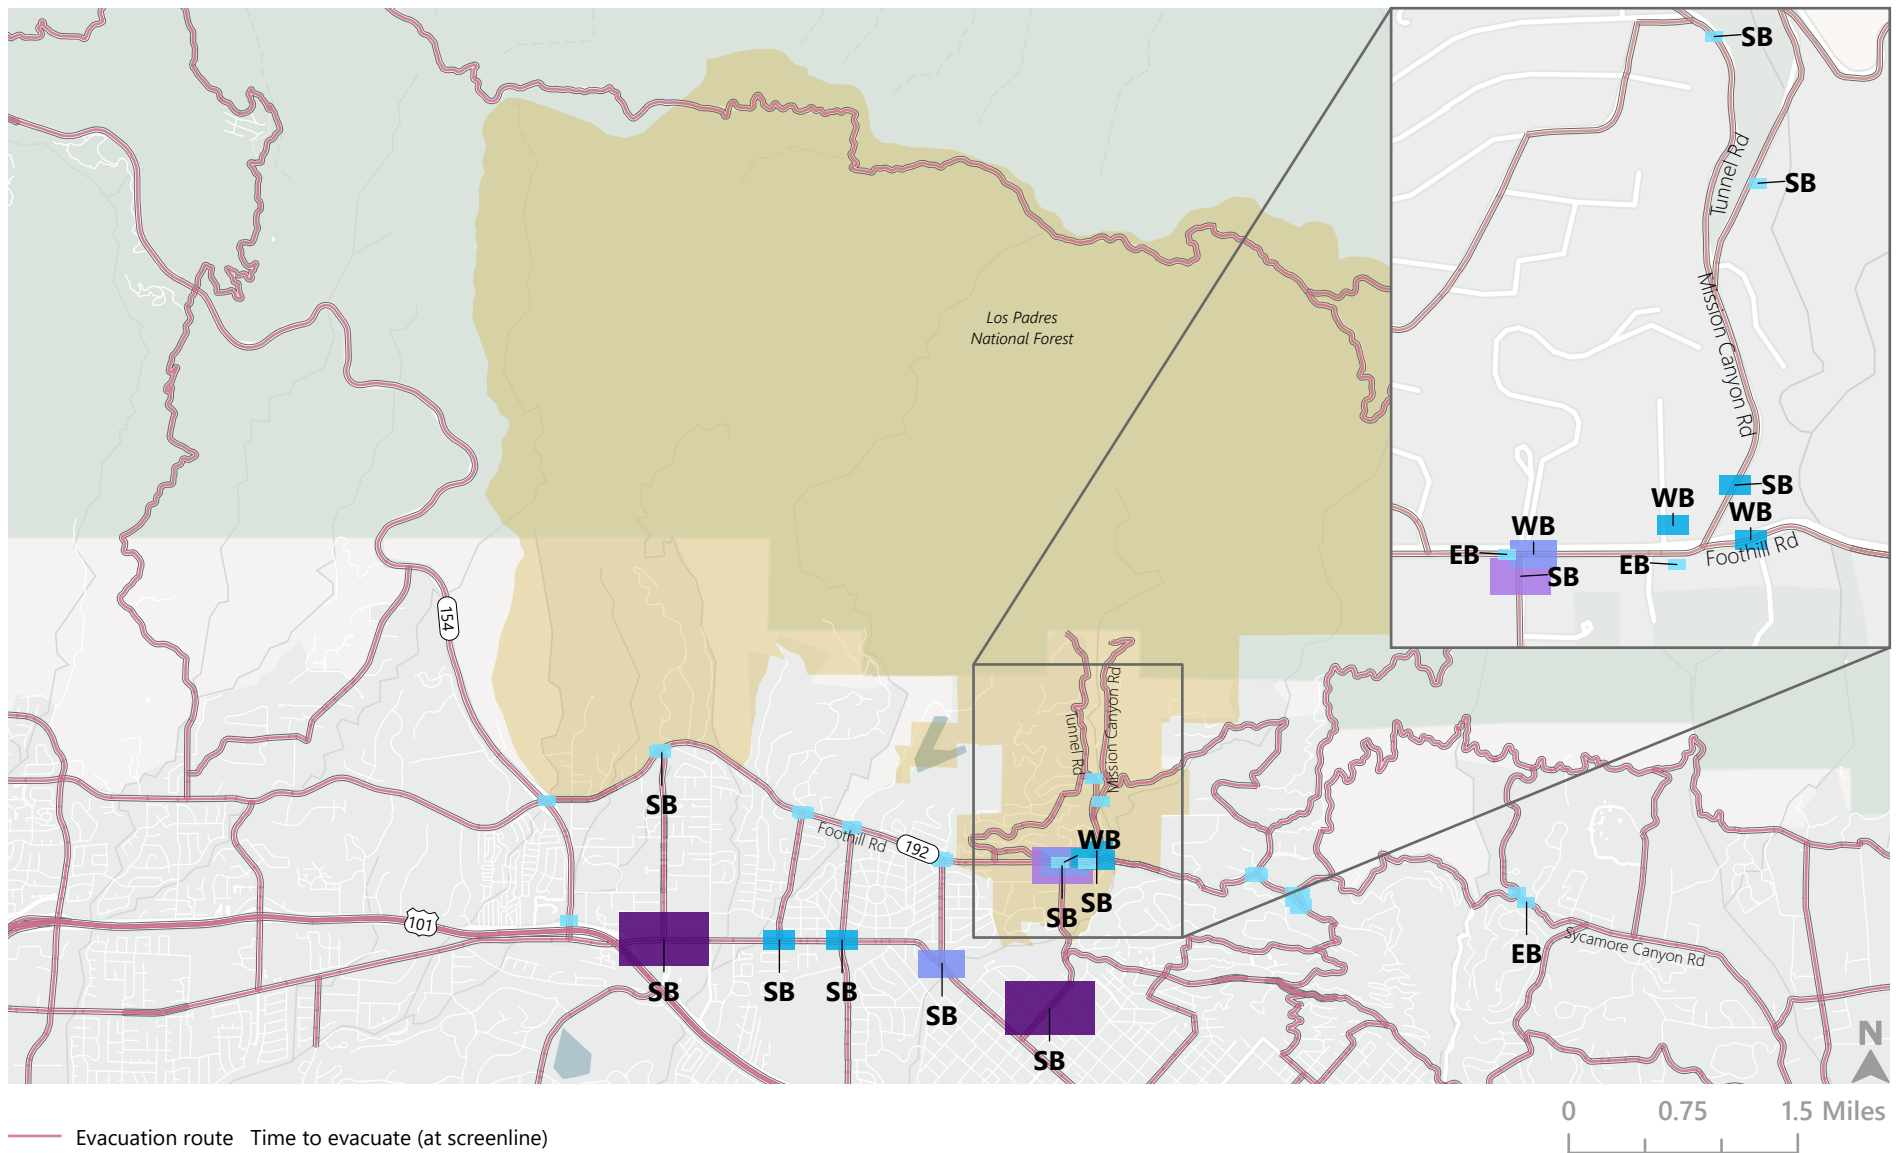 SB
SB
Tunnel Rd
Mission Canyon Rd
SB
WB
WB
WB
EB
EB
SB
Foothill Rd
Los Padres
National Forest
154
Tunnel Rd
Mission Canyon Rd
SB
Foothill Rd
192
WB
SB
SB
101
EB
Sycamore Canyon Rd
SB
SB
SB
SB
SB
N
0 0.75 1.5 Miles
Evacuation route Time to evacuate (at screenline)